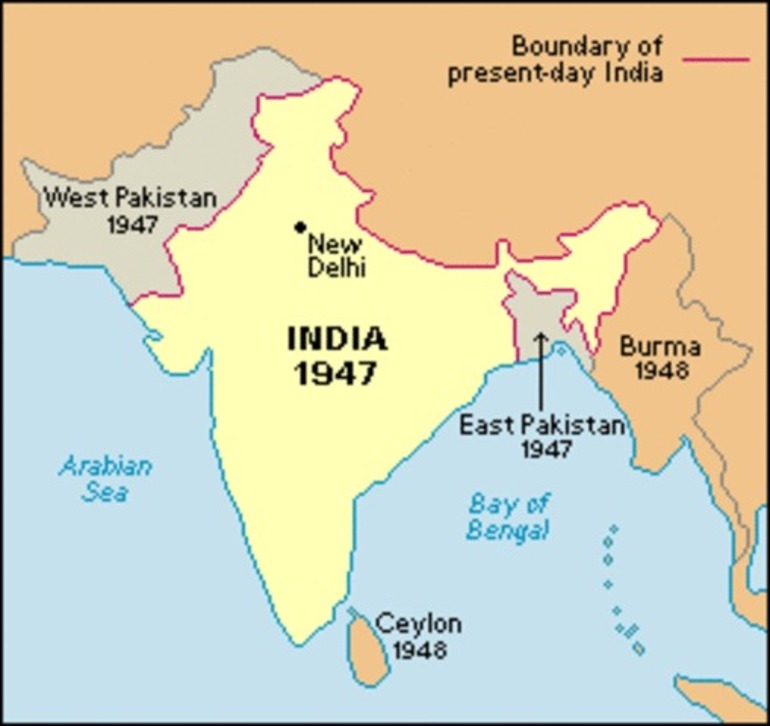 Boundary of
present-day India
West Pakistan
1947
New
Delhi
INDIA
1947
Burma
1948
East Pakistan
1947
Arabian
Sea
Bay of
Bengal
Ceylon
1948